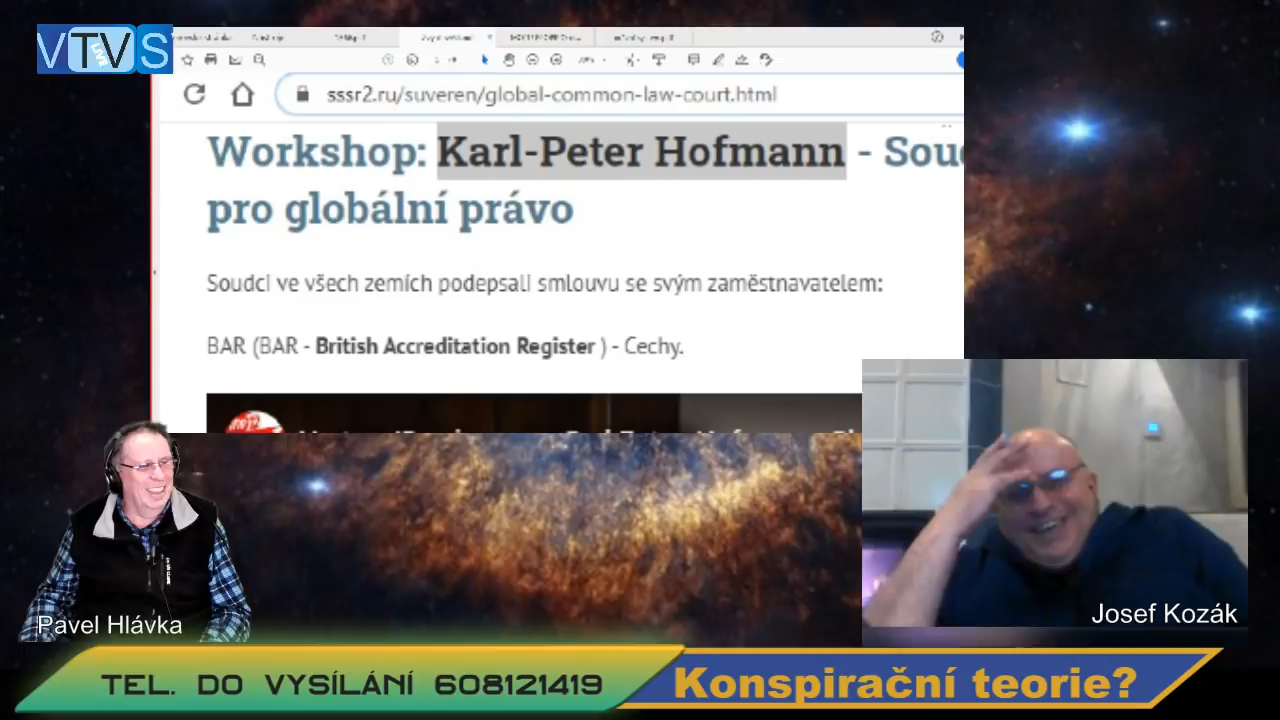 VTVS
LIVE
sssr2.ru/suveren/global-common-law-court.html
Workshop: Karl-Peter Hofmann - Soud
pro globální právo
Soudci ve všech zemích podepsali smlouvu se svým zaměstnavatelem:
BAR (BAR - British Accreditation Register ) - Cechy.
Pavel Hlávka
Josef Kozák
TEL. DO VYSÍLÁNÍ 608121419
Konspirační teorie?